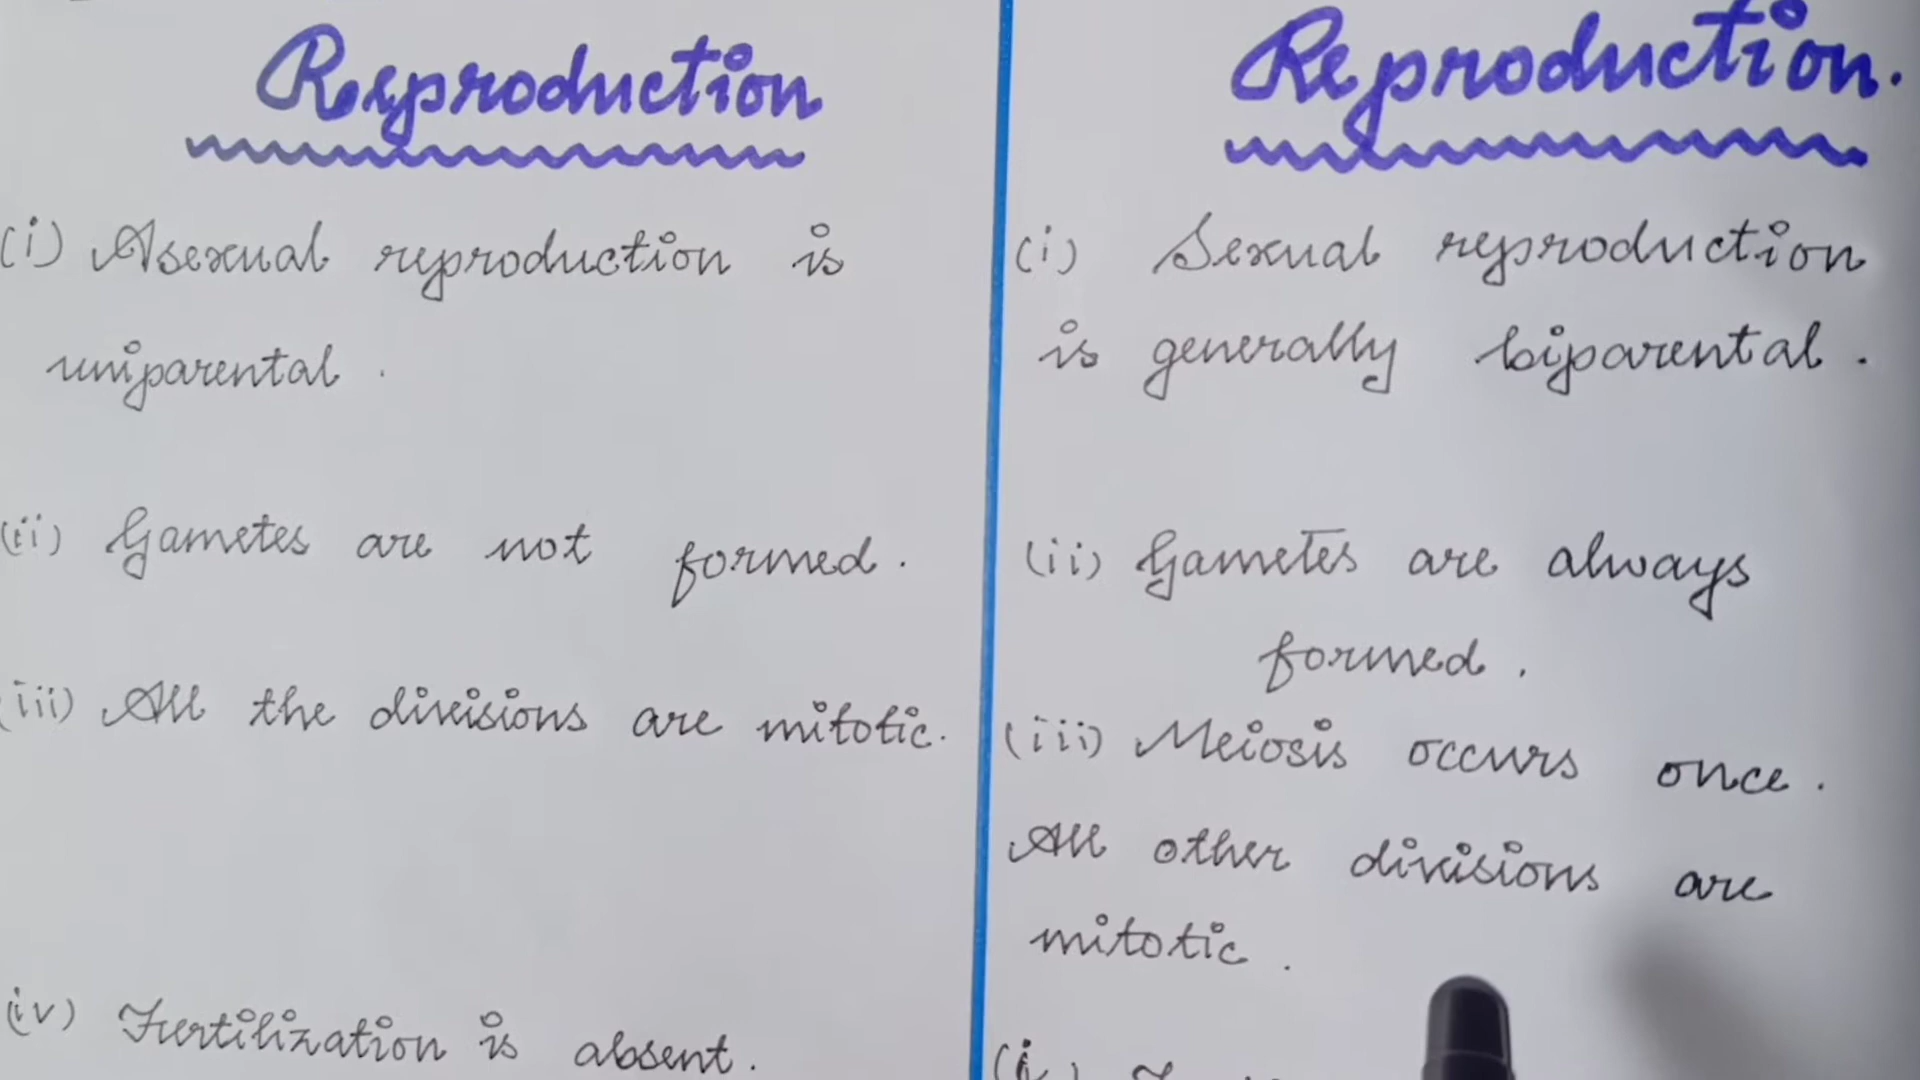 Reproduction
(i) Asexual reproduction is
uniparental.
(ii) Gametes are not formed.
(iii) All the divisions are mitotic.
(iv) Fertilization is absent.
Reproduction.
(i) Sexual reproduction
is generally biparental.
(ii) Gametes are always
formed.
(iii) Meiosis occurs once.
All other divisions are
mitotic.